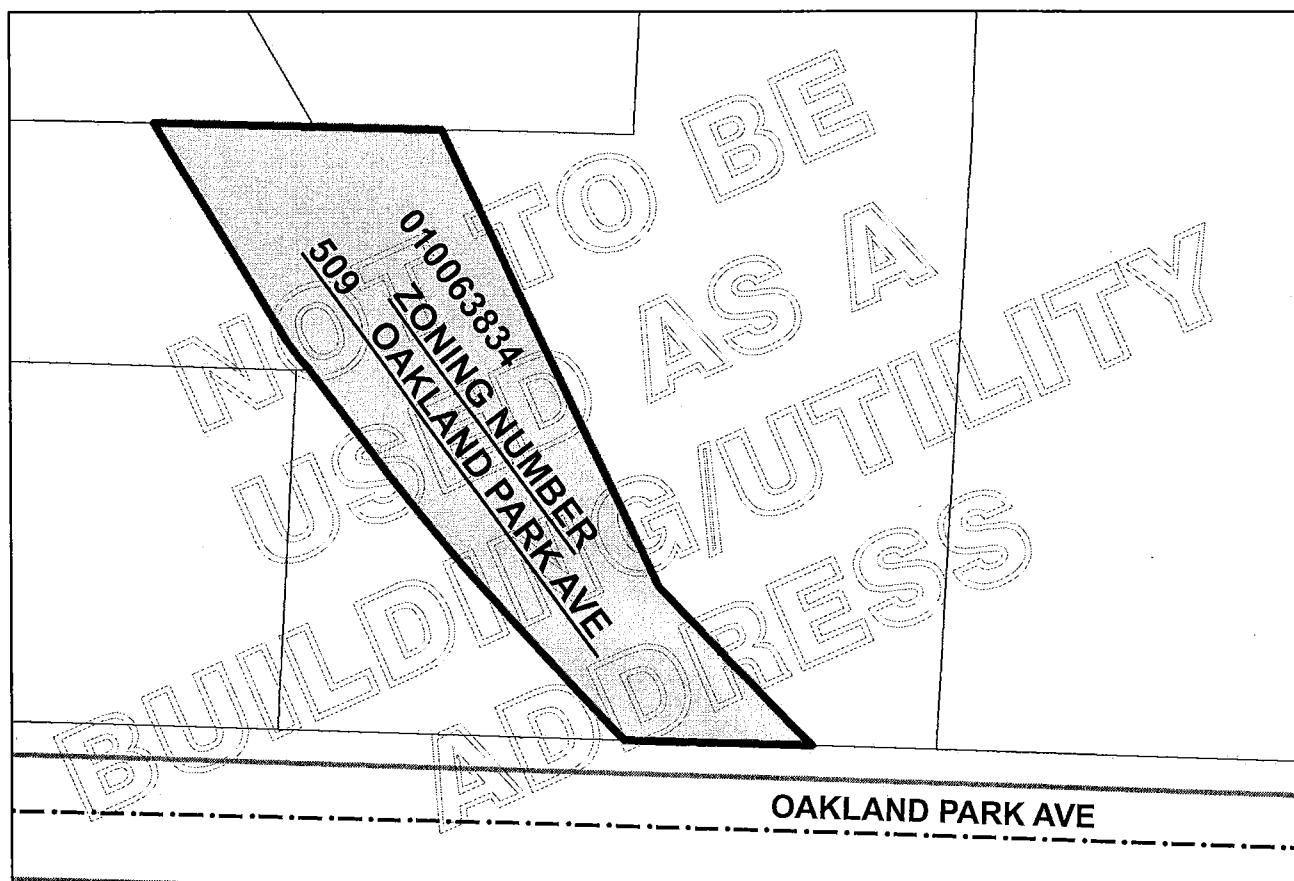 010063834
ZONING NUMBER
509 OAKLAND PARK AVE
NOT TO BE
USED AS A
BUILDING/UTILITY
ADDRESS
OAKLAND PARK AVE